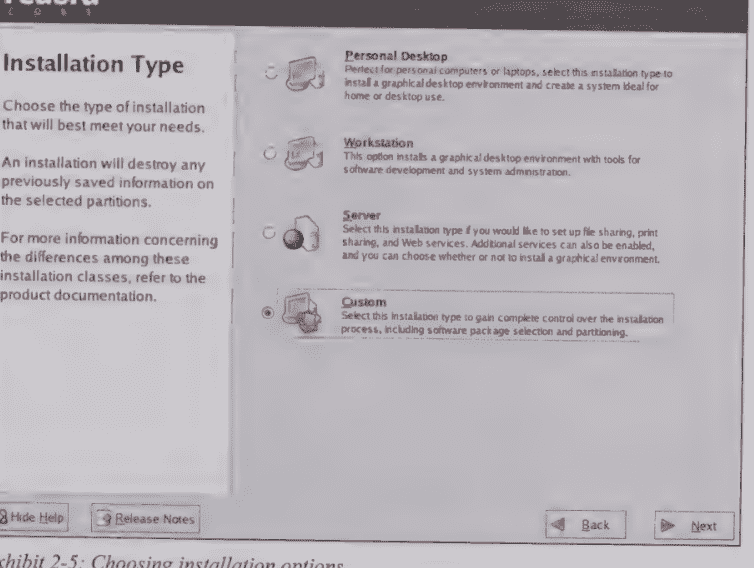 Installation Type
Choose the type of installation
that will best meet your needs.
An installation will destroy any
previously saved information on
the selected partitions.
For more information concerning
the differences among these
installation classes, refer to the
product documentation.
Personal Desktop
Perfect for personal computers or laptops, select this installation type to
install a graphical desktop environment and create a system ideal for
home or desktop use.
Workstation
This option installs a graphical desktop environment with tools for
software development and system administration.
Server
Select this installation type if you would like to set up file sharing, print
sharing, and Web services. Additional services can also be enabled,
and you can choose whether or not to install a graphical environment.
Custom
Select this installation type to gain complete control over the installation
process, including software package selection and partitioning.
Hide Help
Release Notes
Back
Next
2-5: Choosing installation options